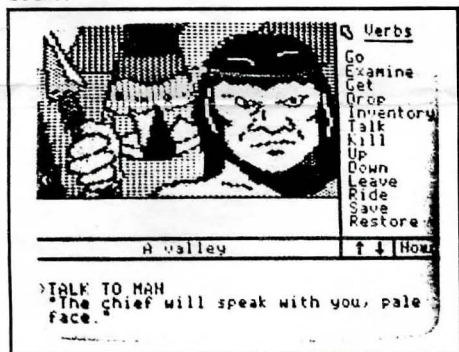 Verbs
Go
Examine
Get
Drop
Inventory
Talk
Kill
Up
Down
Leave
Ride
Save
Restore
A valley
>TALK TO MAN
"The chief will speak with you, pale
face."